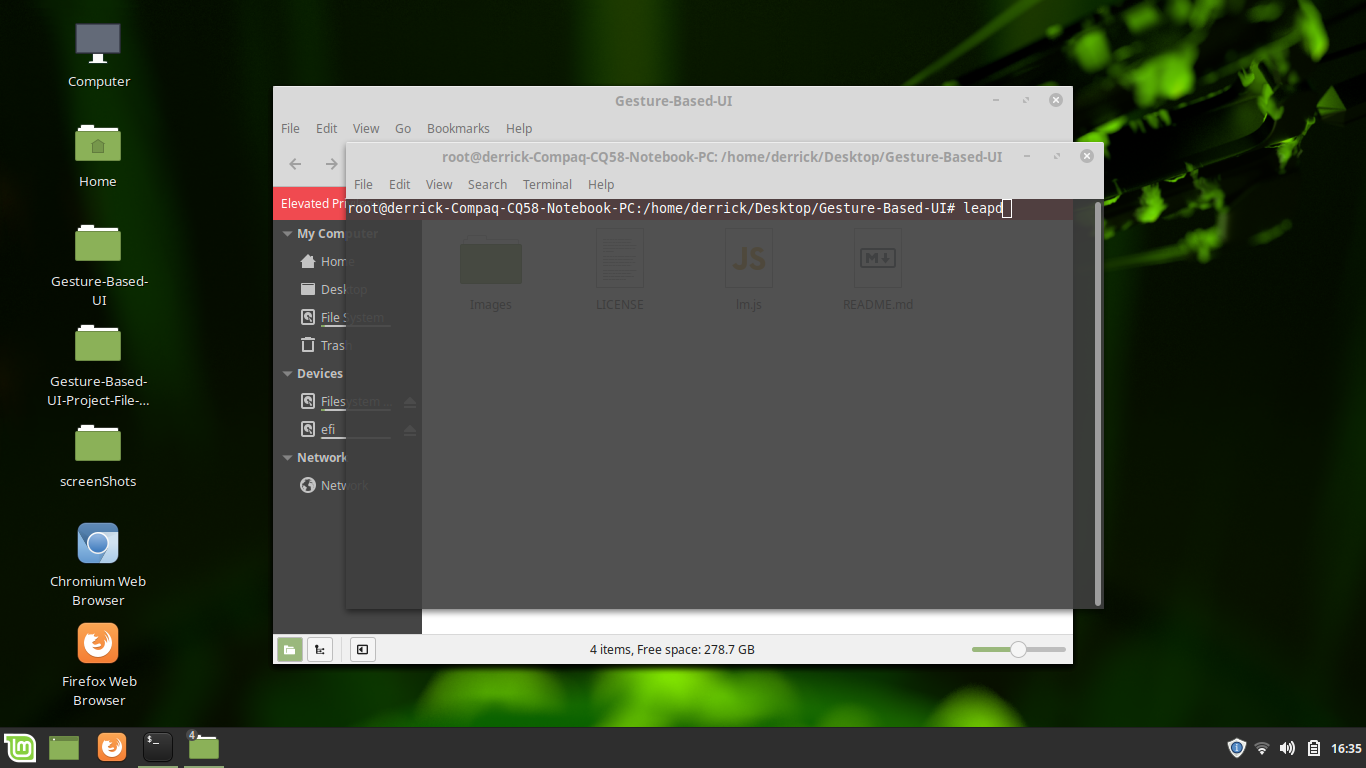 Computer
Home
Gesture-Based-
UI
Gesture-Based-
UI-Project-File-...
screenShots
Chromium Web
Browser
Firefox Web
Browser
Gesture-Based-UI
File Edit View Go Bookmarks Help
Elevated Pri
My Computer
Home
Desktop
File System
Trash
Devices
Filesystem ...
efi
Network
Network
root@derrick-Compaq-CQ58-Notebook-PC: /home/derrick/Desktop/Gesture-Based-UI
File Edit View Search Terminal Help
root@derrick-Compaq-CQ58-Notebook-PC:/home/derrick/Desktop/Gesture-Based-UI# leapd
JS
M
Images LICENSE lm.js README.md
4 items, Free space: 278.7 GB
lm
$_
4
16:35